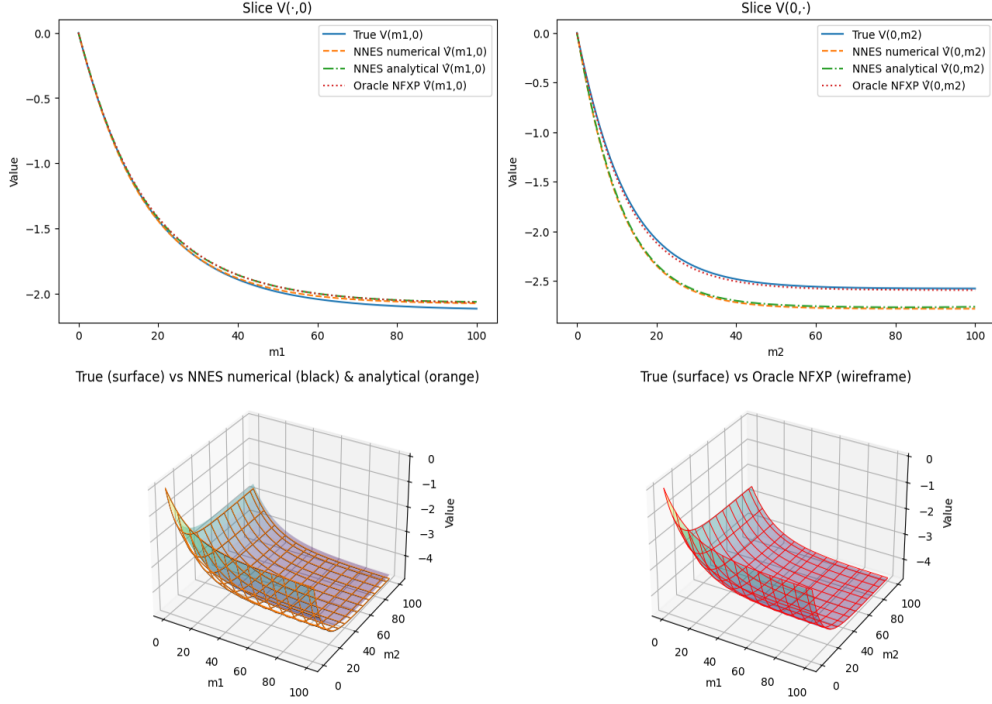 Slice V(·,0)
True V(m1,0)
NNES numerical V̂(m1,0)
NNES analytical V̂(m1,0)
Oracle NFXP V̂(m1,0)
0.0
−0.5
−1.0
−1.5
−2.0
Value
0
20
40
60
80
100
m1
Slice V(0,·)
True V(0,m2)
NNES numerical V̂(0,m2)
NNES analytical V̂(0,m2)
Oracle NFXP V̂(0,m2)
0.0
−0.5
−1.0
−1.5
−2.0
−2.5
Value
0
20
40
60
80
100
m2
True (surface) vs NNES numerical (black) & analytical (orange)
0
−1
−2
−3
−4
Value
0
20
40
60
80
100
m1
0
20
40
60
80
100
m2
True (surface) vs Oracle NFXP (wireframe)
0
−1
−2
−3
−4
Value
0
20
40
60
80
100
m1
0
20
40
60
80
100
m2